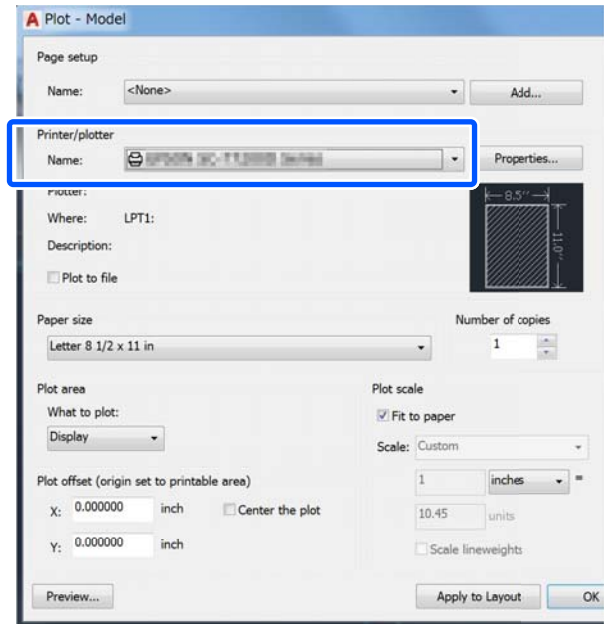 Plot - Model
Page setup
Name: <None> Add...
Printer/plotter
Name: Properties...
Plotter:
Where: LPT1:
Description:
Plot to file
8.5''
11.0''
Paper size
Letter 8 1/2 x 11 in
Number of copies
1
Plot area
What to plot:
Display
Plot scale
Fit to paper
Scale: Custom
1 inches =
10.45 units
Scale lineweights
Plot offset (origin set to printable area)
X: 0.000000 inch Center the plot
Y: 0.000000 inch
Preview... Apply to Layout OK